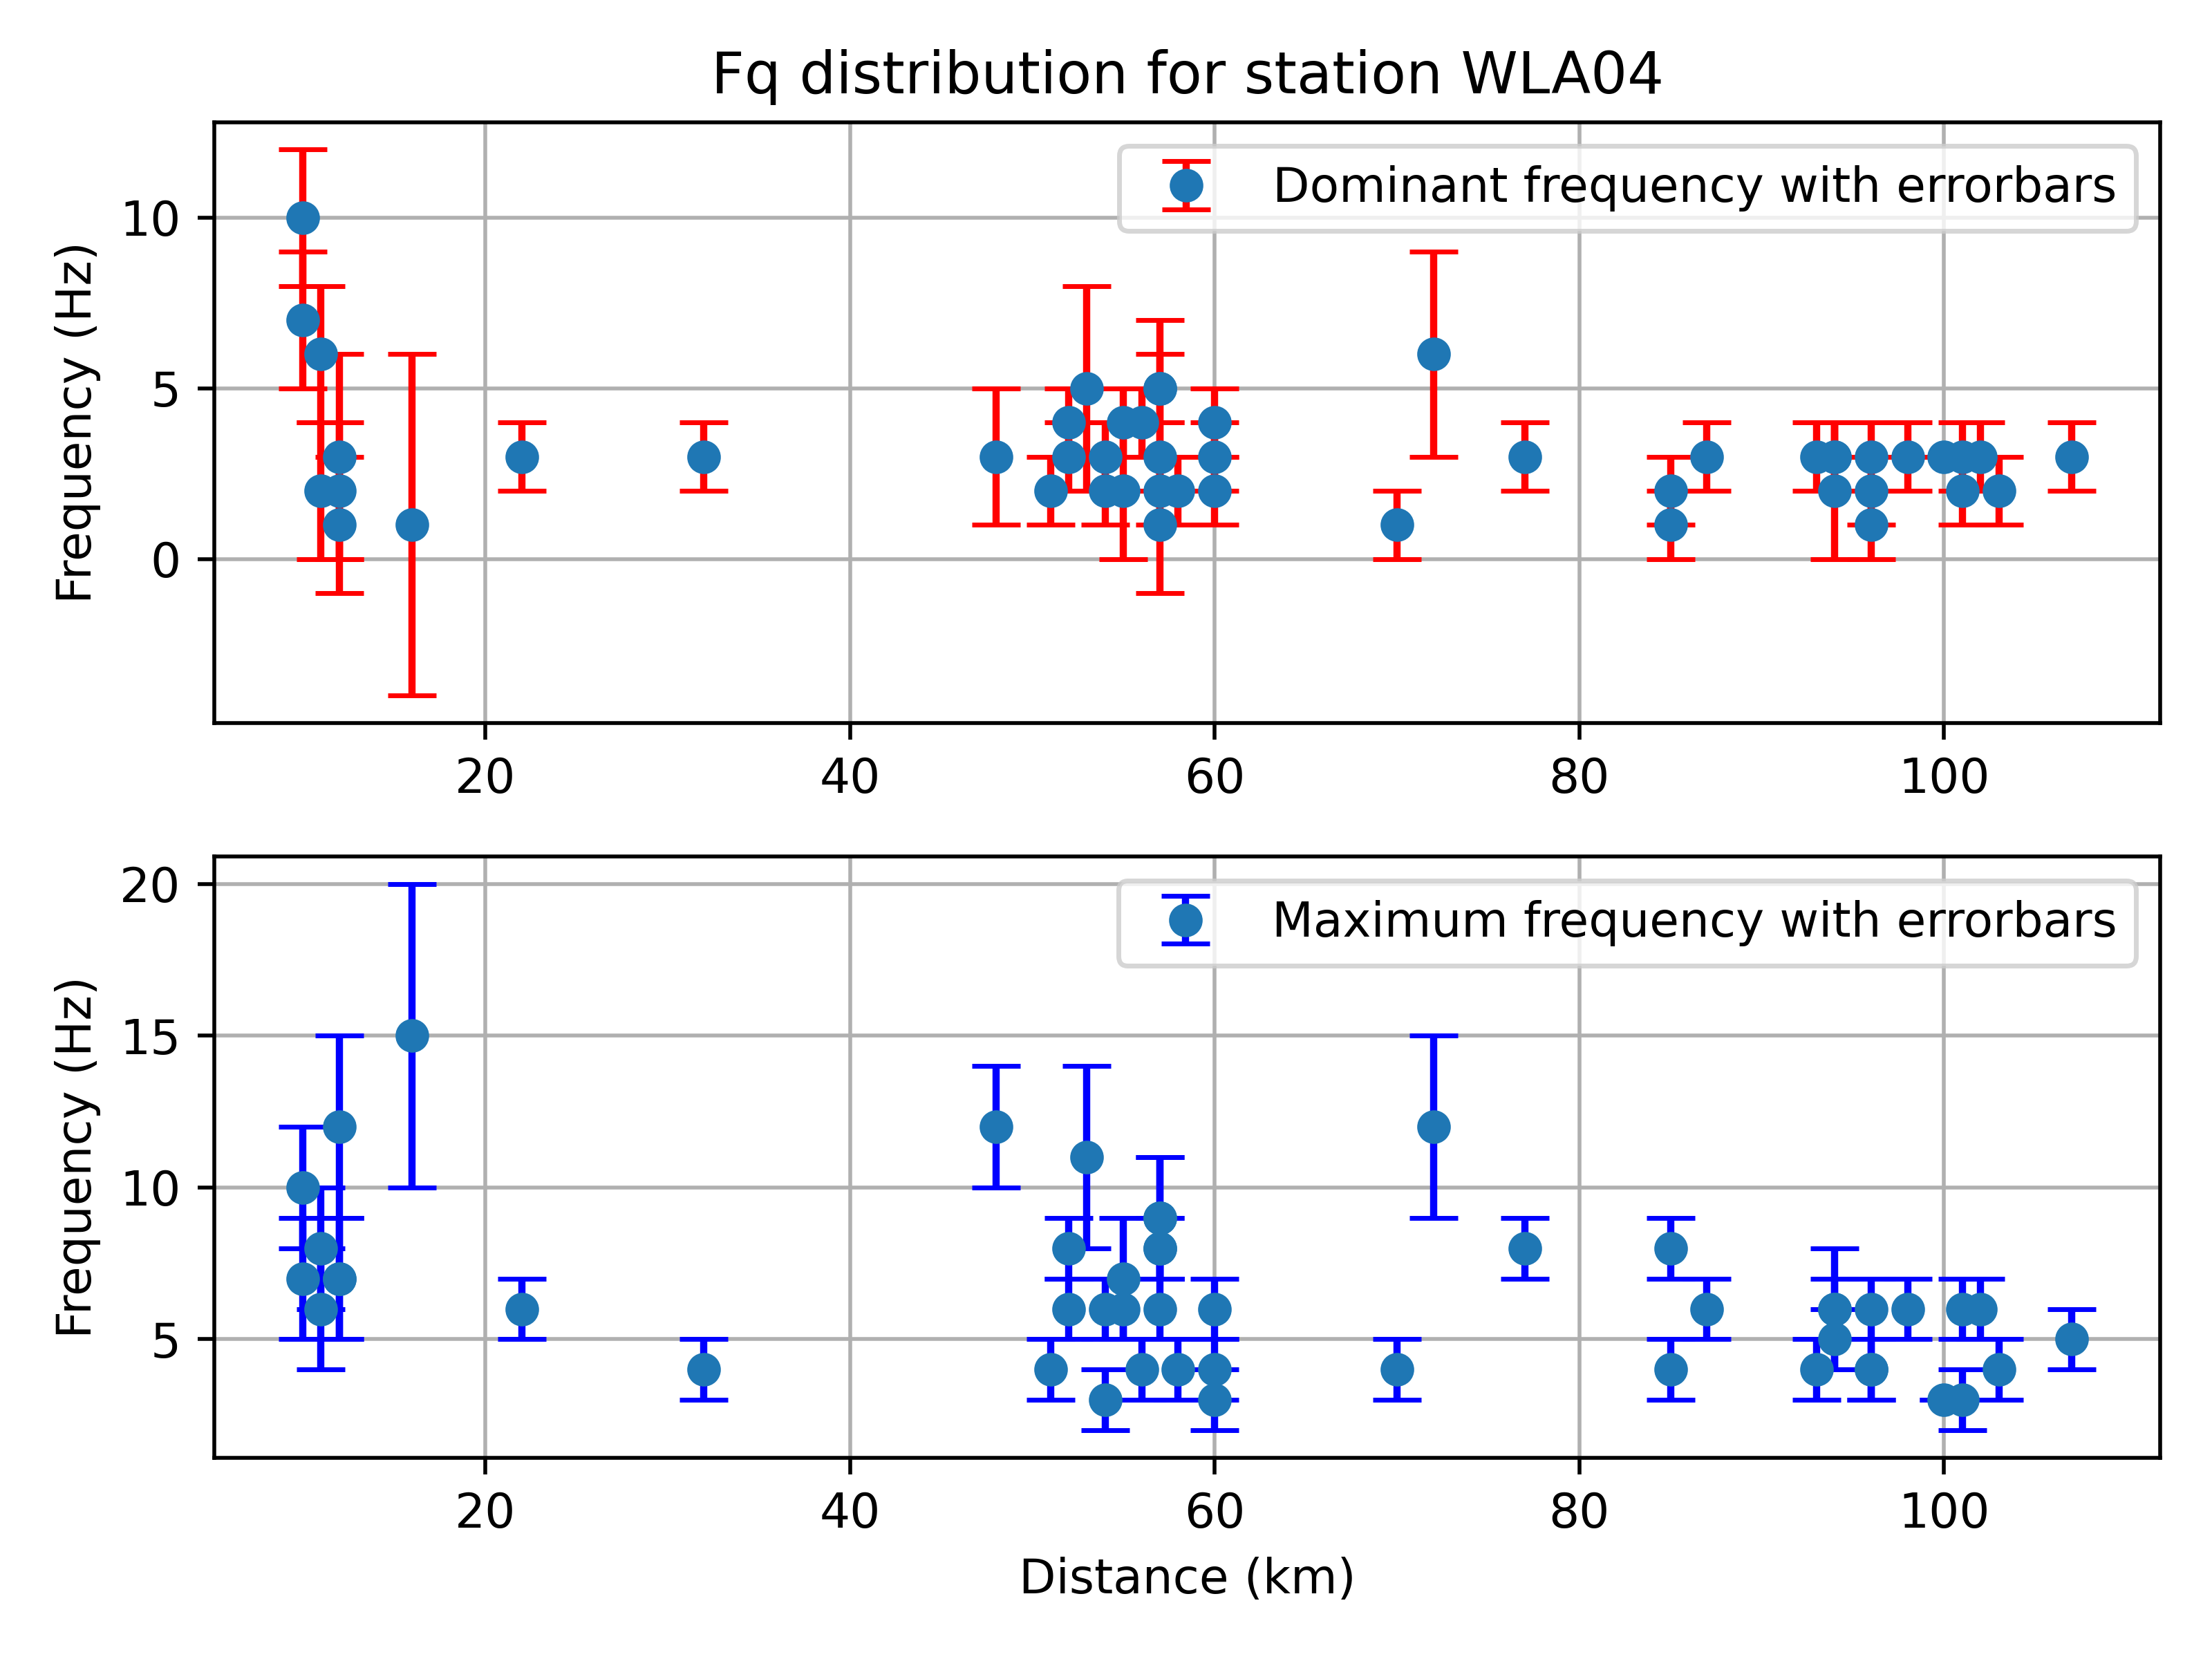 Fq distribution for station WLA04
Dominant frequency with errorbars
Frequency (Hz)
10
5
0
20 40 60 80 100
Maximum frequency with errorbars
Frequency (Hz)
20
15
10
5
20 40 60 80 100
Distance (km)